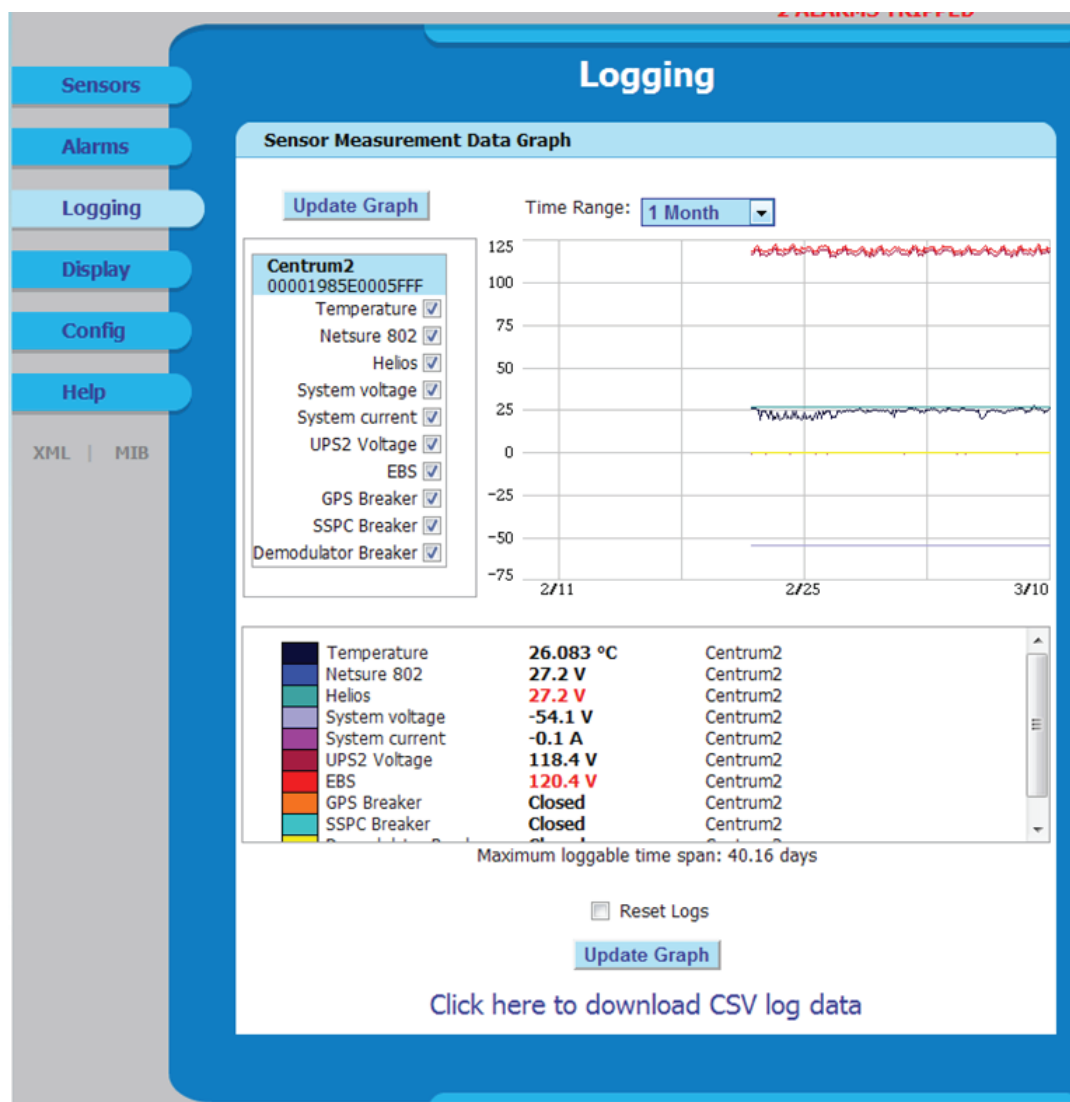 2 ALARMS TRIPPED
Logging
Sensors
Alarms
Logging
Display
Config
Help
XML | MIB
Sensor Measurement Data Graph
Update Graph
Time Range: 1 Month
Centrum2
00001985E0005FFF
Temperature
Netsure 802
Helios
System voltage
System current
UPS2 Voltage
EBS
GPS Breaker
SSPC Breaker
Demodulator Breaker
125
100
75
50
25
0
-25
-50
-75
2/11 2/25 3/10
Temperature 26.083 °C Centrum2
Netsure 802 27.2 V Centrum2
Helios 27.2 V Centrum2
System voltage -54.1 V Centrum2
System current -0.1 A Centrum2
UPS2 Voltage 118.4 V Centrum2
EBS 120.4 V Centrum2
GPS Breaker Closed Centrum2
SSPC Breaker Closed Centrum2
Maximum loggable time span: 40.16 days
Reset Logs
Update Graph
Click here to download CSV log data